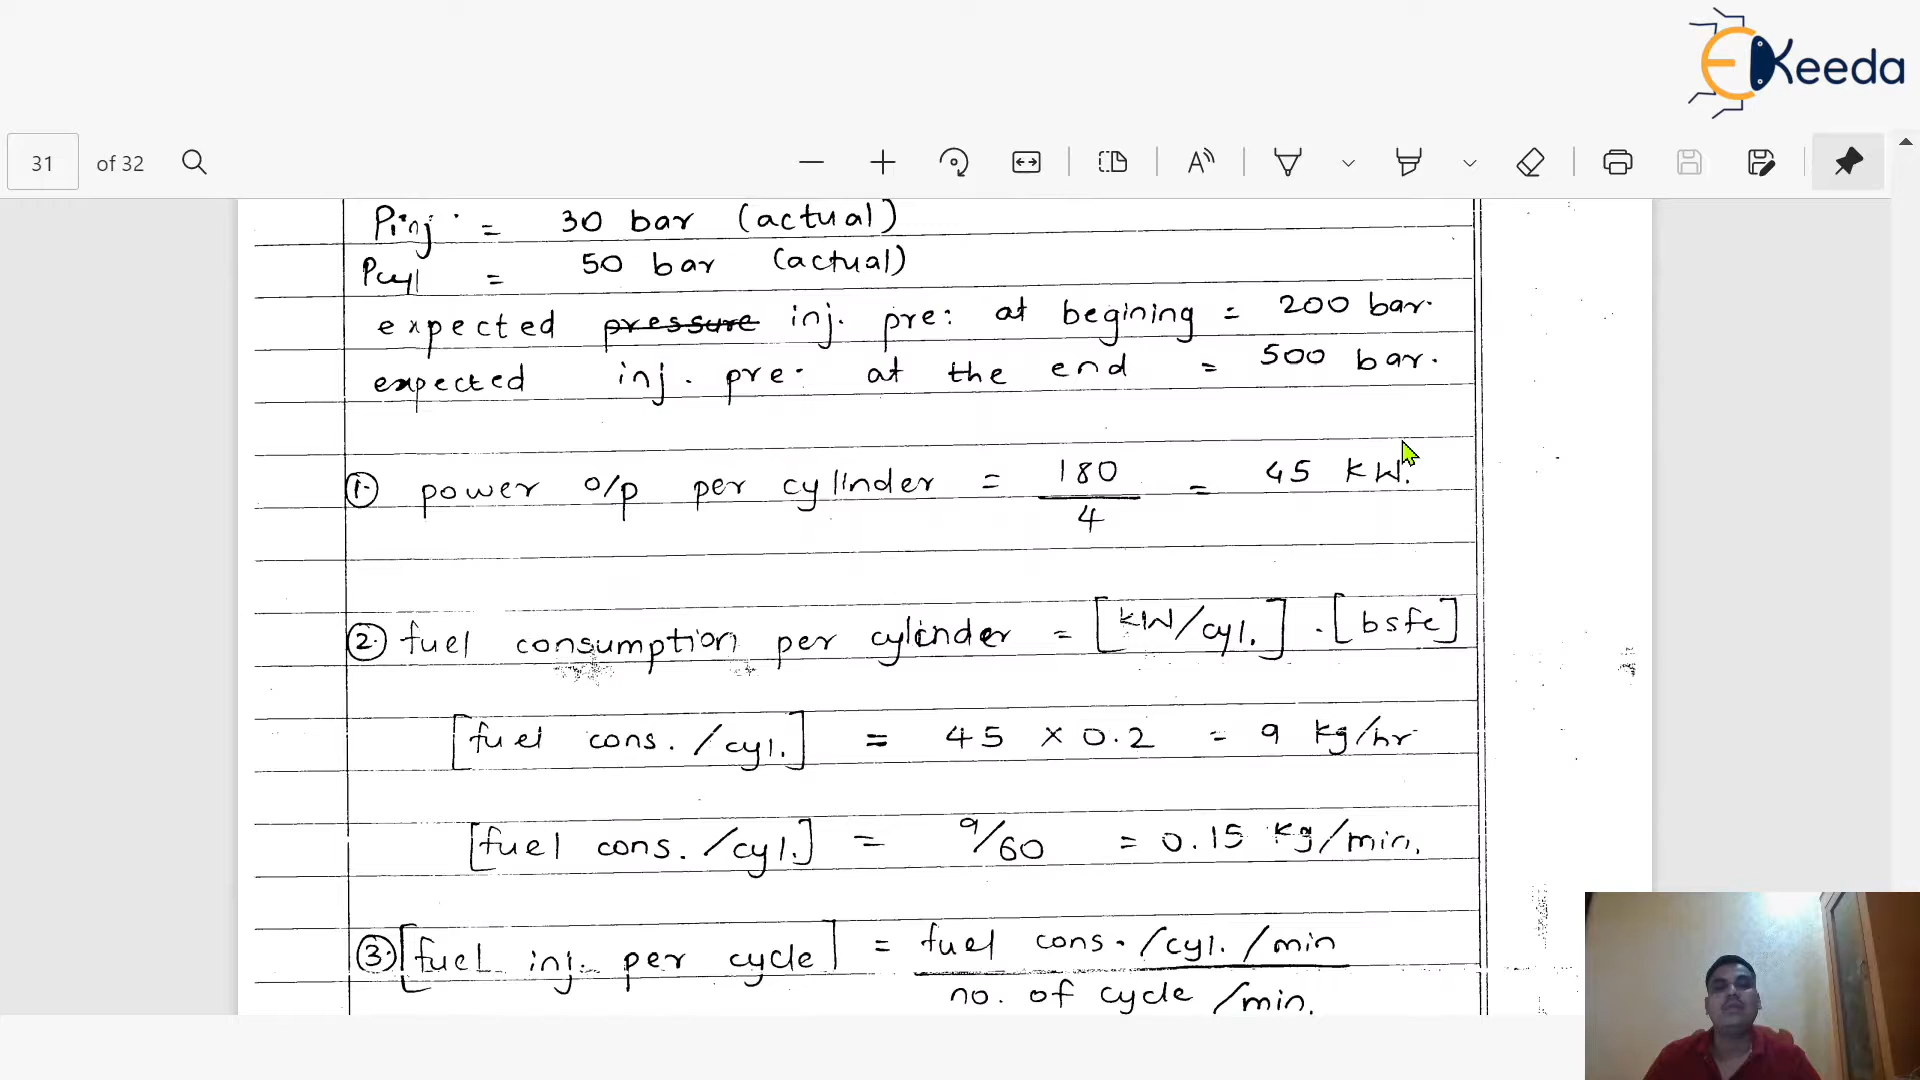 EKeeda
31 of 32
Pinj. = 30 bar (actual)
Pcyl = 50 bar (actual)
expected pressure inj. pre: at begining = 200 bar.
expected inj. pre. at the end = 500 bar.
1. power o/p per cylinder = 180/4 = 45 kW.
2. fuel consumption per cylinder = [kW/cyl.] . [bsfc]
[fuel cons. /cyl.] = 45 x 0.2 = 9 kg/hr
[fuel cons. /cyl.] = 9/60 = 0.15 kg/min.
3. [fuel inj. per cycle] = fuel cons. /cyl. /min
no. of cycle /min.